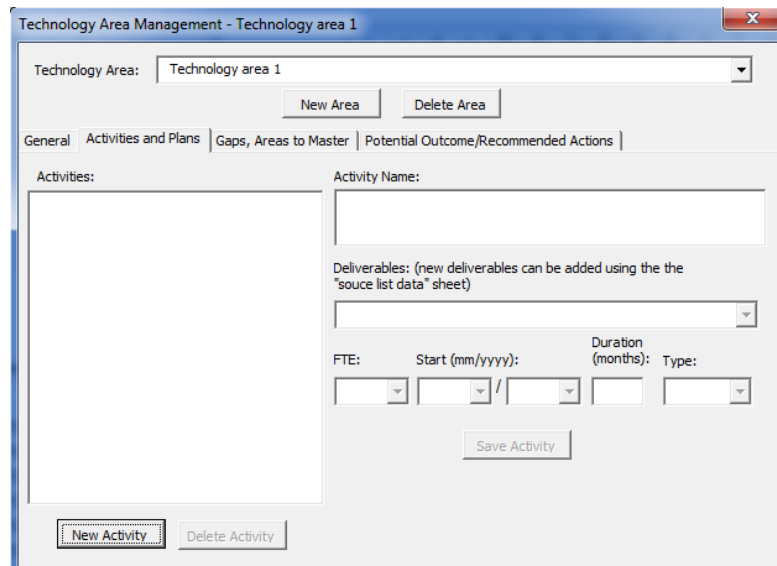 Technology Area Management - Technology area 1
x
Technology Area: Technology area 1
New Area Delete Area
General Activities and Plans Gaps, Areas to Master Potential Outcome/Recommended Actions
Activities:
Activity Name:
Deliverables: (new deliverables can be added using the the
"souce list data" sheet)
FTE: Start (mm/yyyy): Duration
(months): Type:
/
Save Activity
New Activity Delete Activity